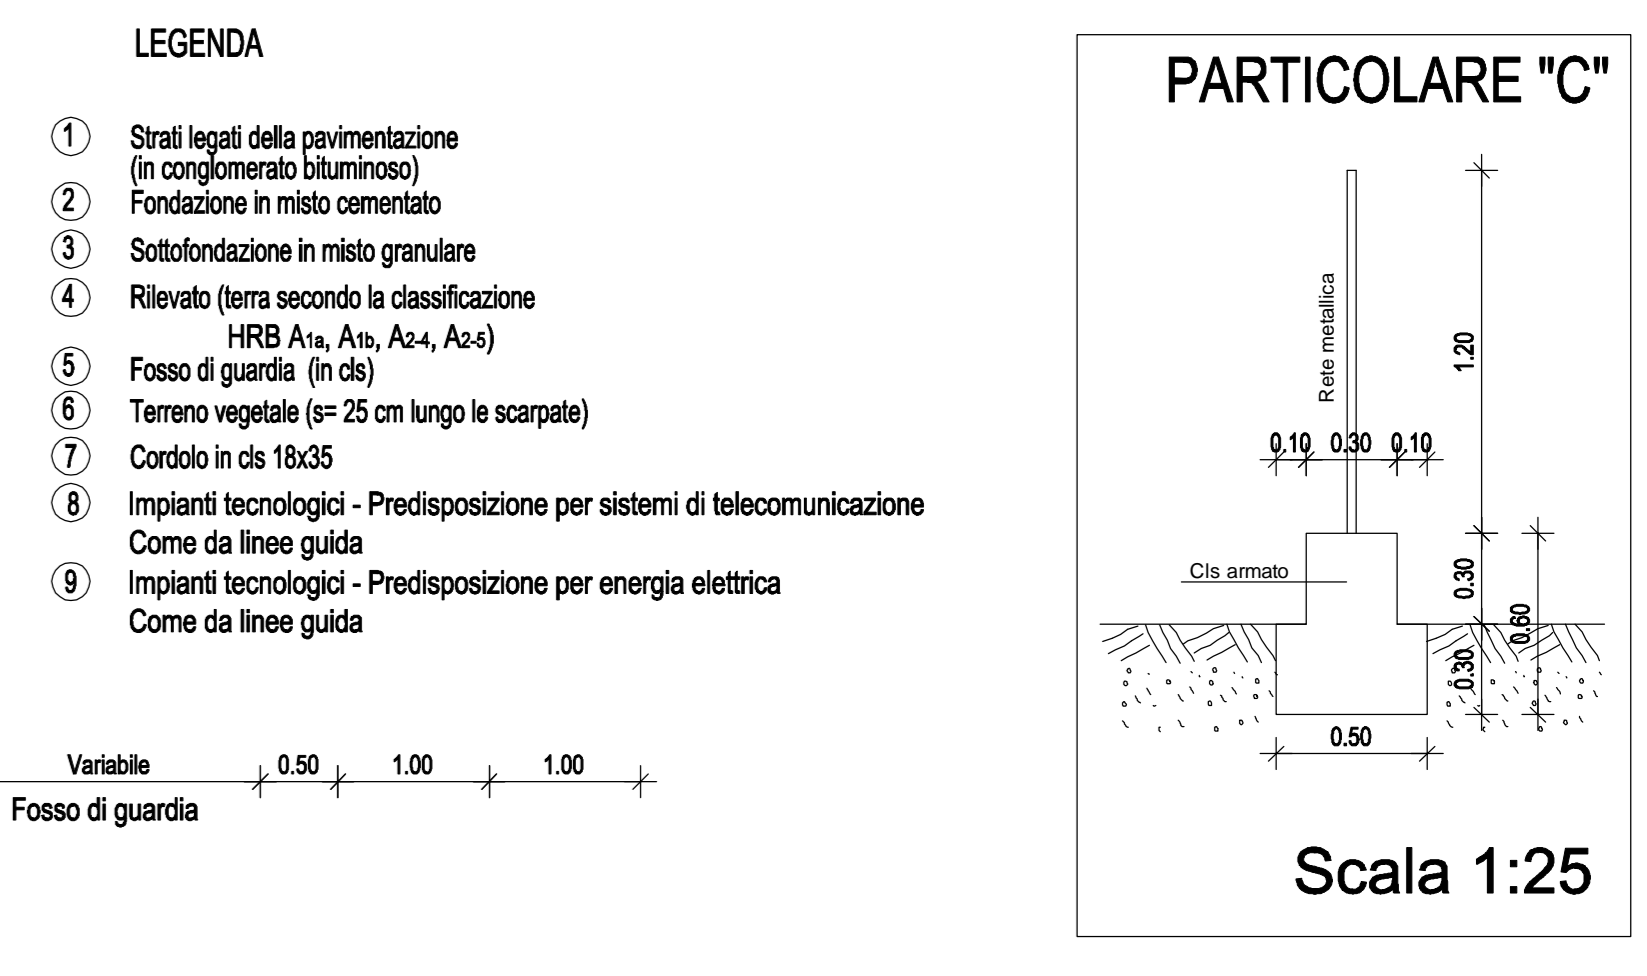 LEGENDA
1 Strati legati della pavimentazione
(in conglomerato bituminoso)
2 Fondazione in misto cementato
3 Sottofondazione in misto granulare
4 Rilevato (terra secondo la classificazione
HRB A1a, A1b, A2-4, A2-5)
5 Fosso di guardia (in cls)
6 Terreno vegetale (s= 25 cm lungo le scarpate)
7 Cordolo in cls 18x35
8 Impianti tecnologici - Predisposizione per sistemi di telecomunicazione
Come da linee guida
9 Impianti tecnologici - Predisposizione per energia elettrica
Come da linee guida
Variabile 0.50 1.00 1.00
Fosso di guardia
PARTICOLARE "C"
Rete metallica
1.20
0.10 0.30 0.10
Cls armato
0.30
0.60
0.30
0.50
Scala 1:25